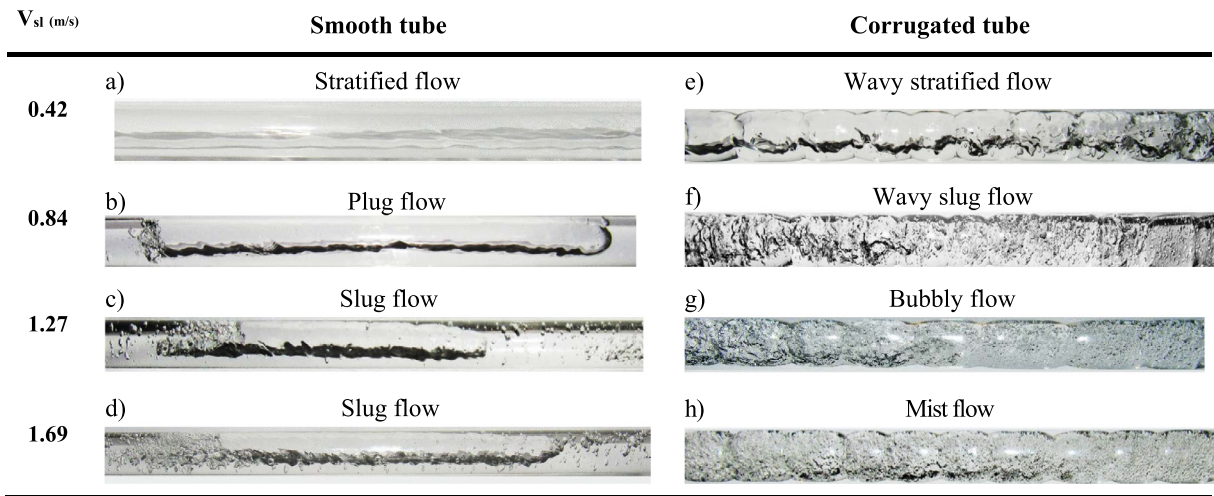 V_sl (m/s) Smooth tube Corrugated tube
a) Stratified flow e) Wavy stratified flow
0.42
b) Plug flow f) Wavy slug flow
0.84
c) Slug flow g) Bubbly flow
1.27
d) Slug flow h) Mist flow
1.69